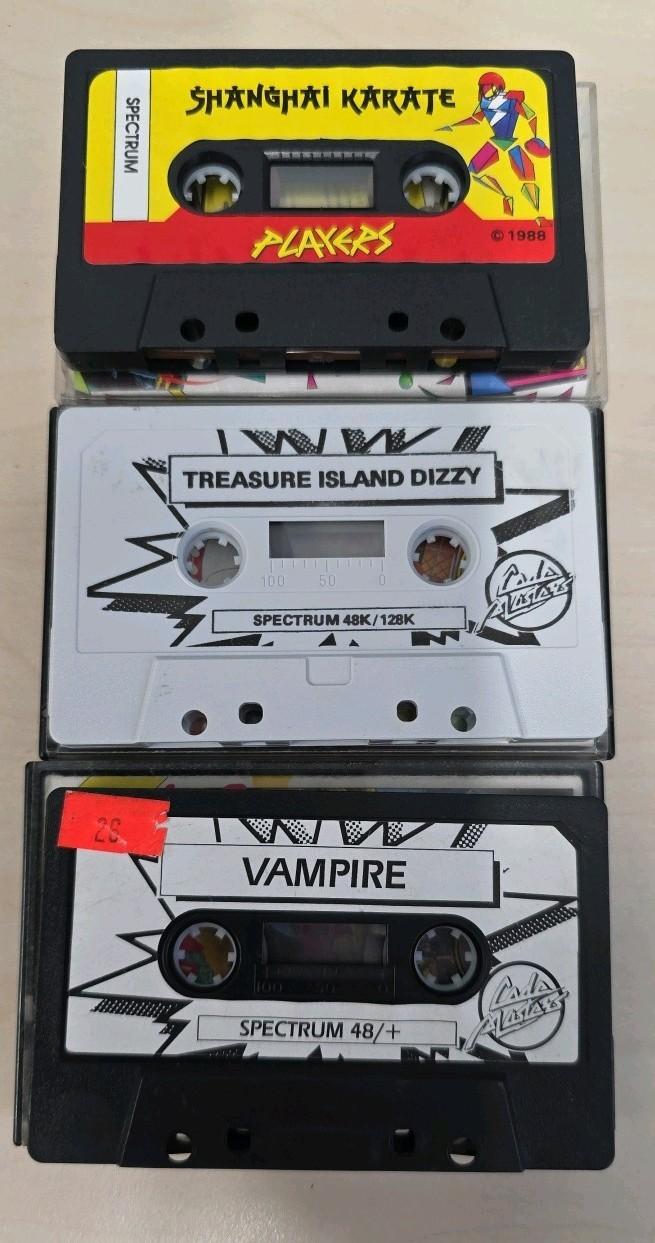 SHANGHAI KARATE
SPECTRUM
PLAYERS
© 1988
TREASURE ISLAND DIZZY
100 50 0
Code Masters
SPECTRUM 48K/128K
26
VAMPIRE
100 50 0
Code Masters
SPECTRUM 48/+